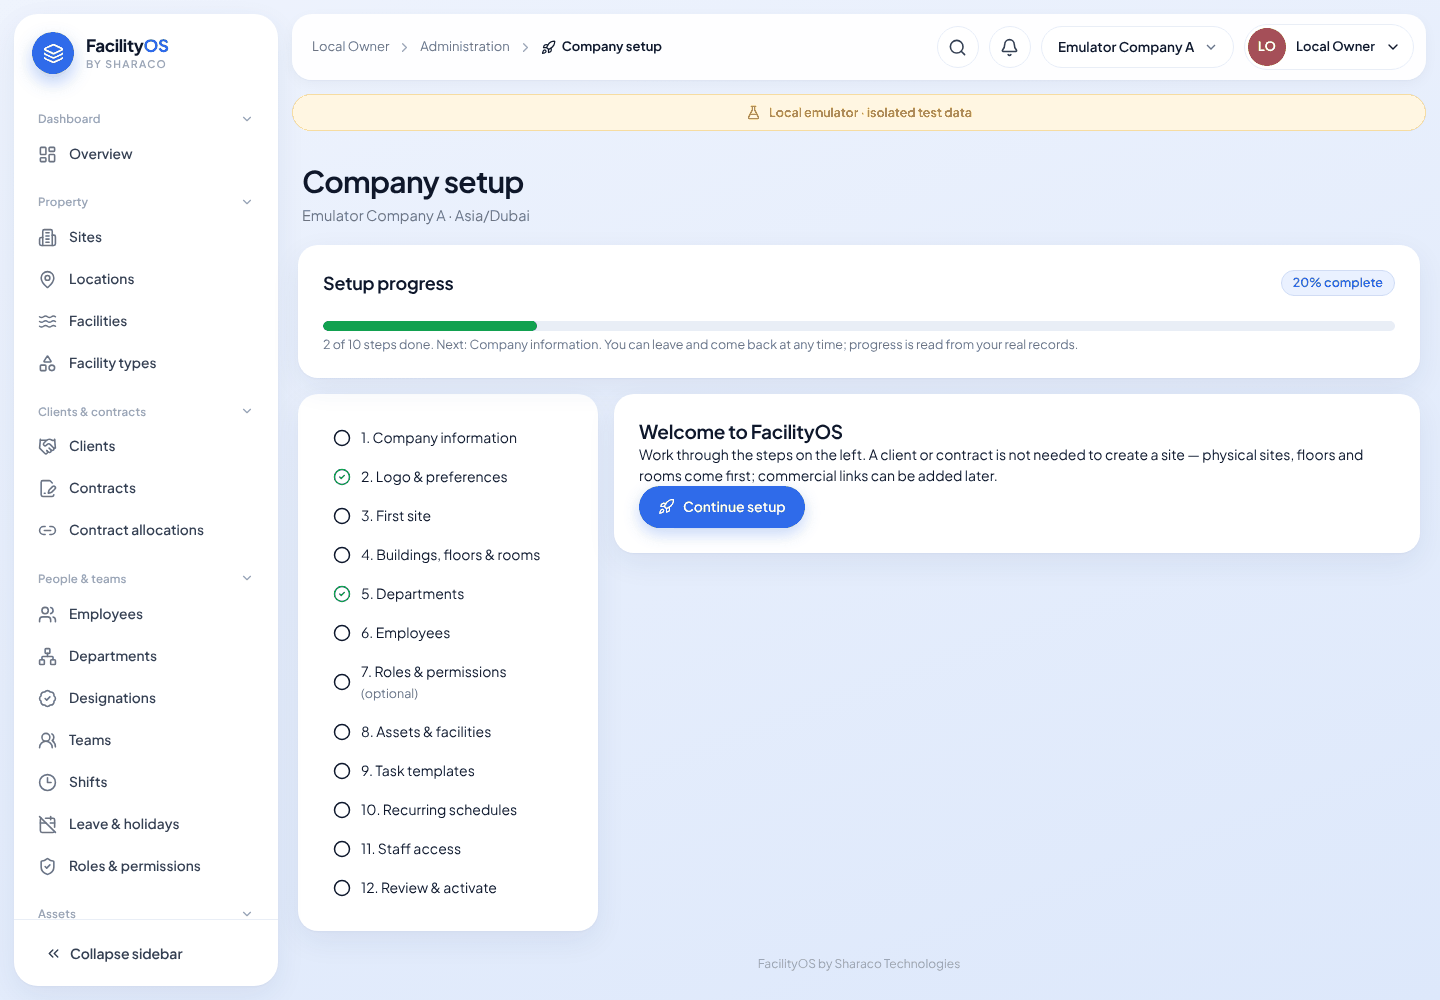 FacilityOS
BY SHARACO
Dashboard
Overview
Property
Sites
Locations
Facilities
Facility types
Clients & contracts
Clients
Contracts
Contract allocations
People & teams
Employees
Departments
Designations
Teams
Shifts
Leave & holidays
Roles & permissions
Assets
Collapse sidebar
Local Owner
Administration
Company setup
Emulator Company A
LO
Local Owner
Local emulator · isolated test data
Company setup
Emulator Company A · Asia/Dubai
Setup progress
20% complete
2 of 10 steps done. Next: Company information. You can leave and come back at any time; progress is read from your real records.
1. Company information
2. Logo & preferences
3. First site
4. Buildings, floors & rooms
5. Departments
6. Employees
7. Roles & permissions
(optional)
8. Assets & facilities
9. Task templates
10. Recurring schedules
11. Staff access
12. Review & activate
Welcome to FacilityOS
Work through the steps on the left. A client or contract is not needed to create a site — physical sites, floors and
rooms come first; commercial links can be added later.
Continue setup
FacilityOS by Sharaco Technologies